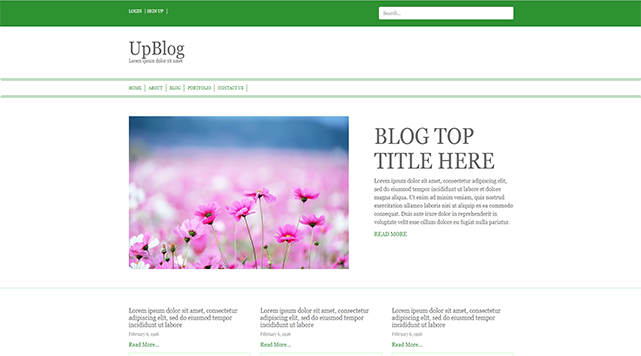 LOGIN | SIGN UP |
Search...
UpBlog
Lorem ipsum dolor sit amet
HOME | ABOUT | BLOG | PORTFOLIO | CONTACT US |
BLOG TOP
TITLE HERE
Lorem ipsum dolor sit amet, consectetur adipiscing elit,
sed do eiusmod tempor incididunt ut labore et dolore
magna aliqua. Ut enim ad minim veniam, quis nostrud
exercitation ullamco laboris nisi ut aliquip ex ea commodo
consequat. Duis aute irure dolor in reprehenderit in
voluptate velit esse cillum dolore eu fugiat nulla pariatur.
READ MORE
Lorem ipsum dolor sit amet, consectetur
adipiscing elit, sed do eiusmod tempor
incididunt ut labore
February 6, 1996
Read More...
Lorem ipsum dolor sit amet, consectetur
adipiscing elit, sed do eiusmod tempor
incididunt ut labore
February 6, 1996
Read More...
Lorem ipsum dolor sit amet, consectetur
adipiscing elit, sed do eiusmod tempor
incididunt ut labore
February 6, 1996
Read More...